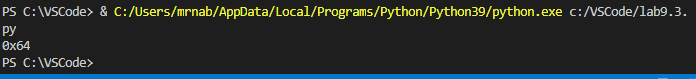 PS C:\VSCode> & C:/Users/mrnab/AppData/Local/Programs/Python/Python39/python.exe c:/VSCode/lab9.3.
py
0x64
PS C:\VSCode>